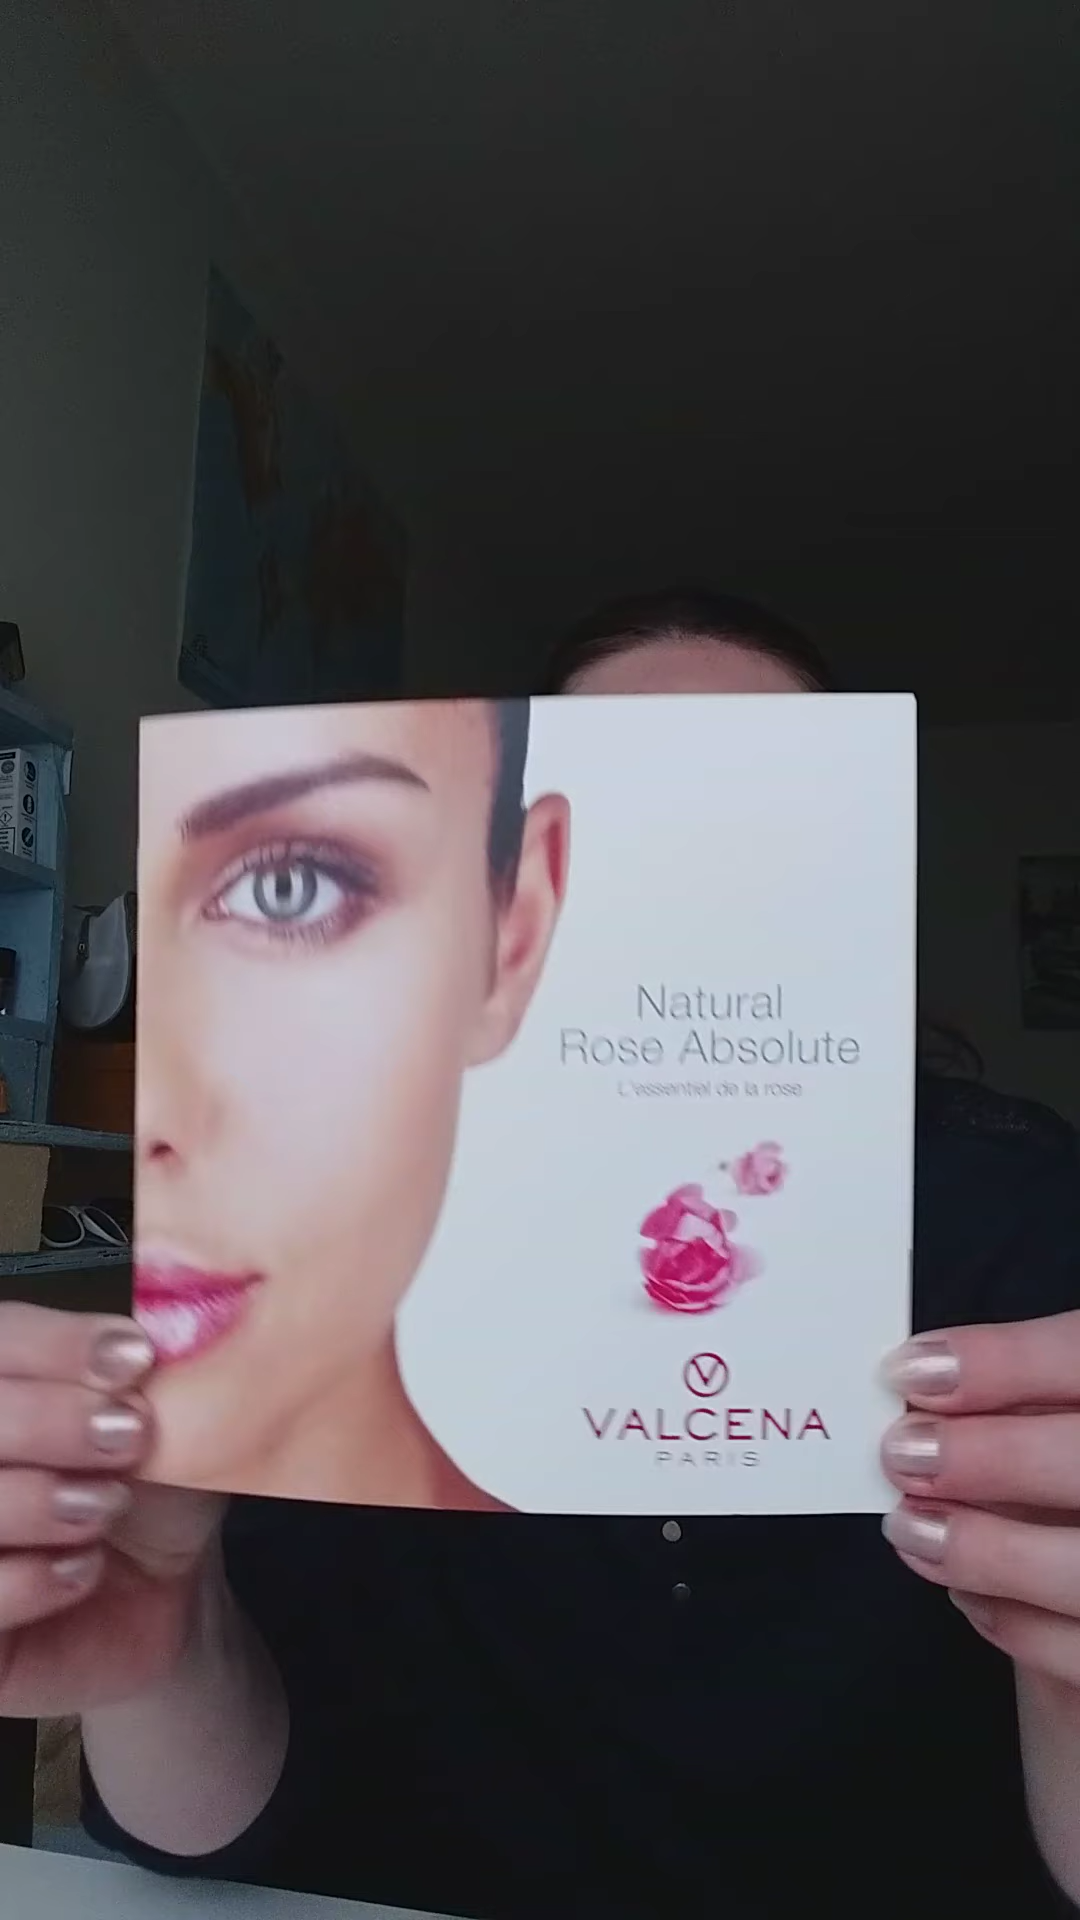 Natural
Rose Absolute
L'essentiel de la rose
V
VALCENA
PARIS